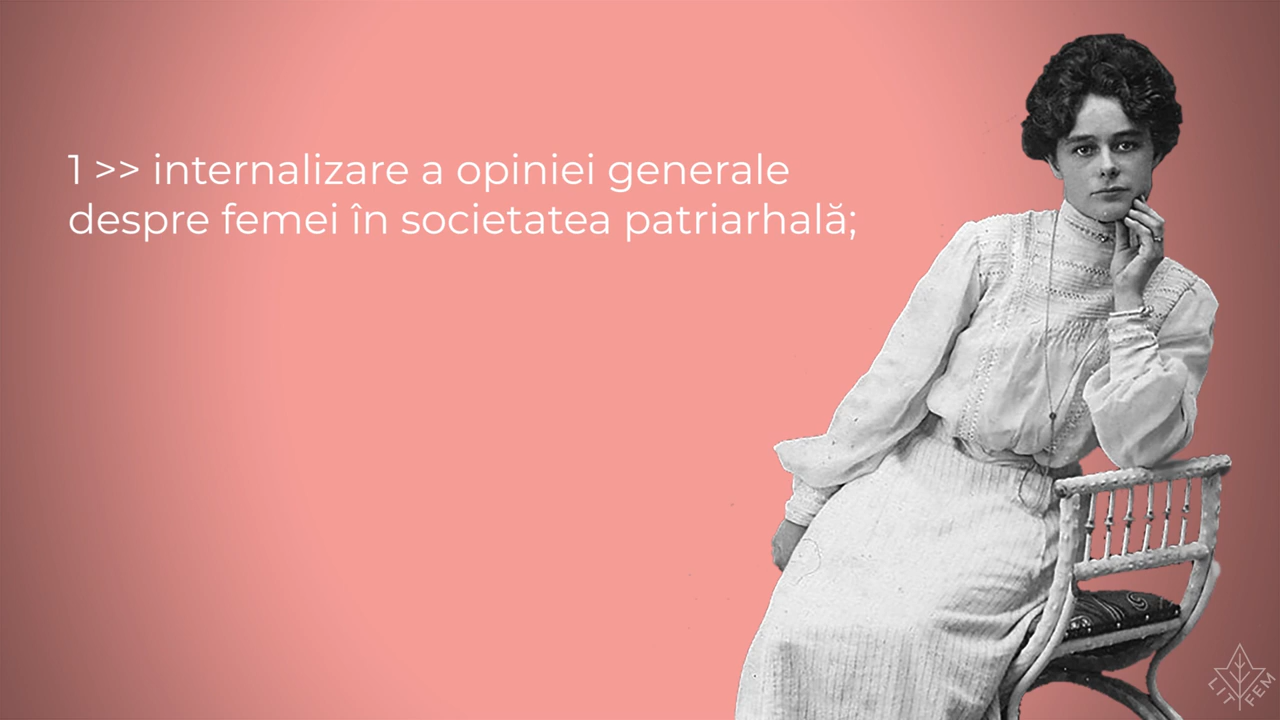 1 >> internalizare a opiniei generale
despre femei în societatea patriarhală;
LIT FEM